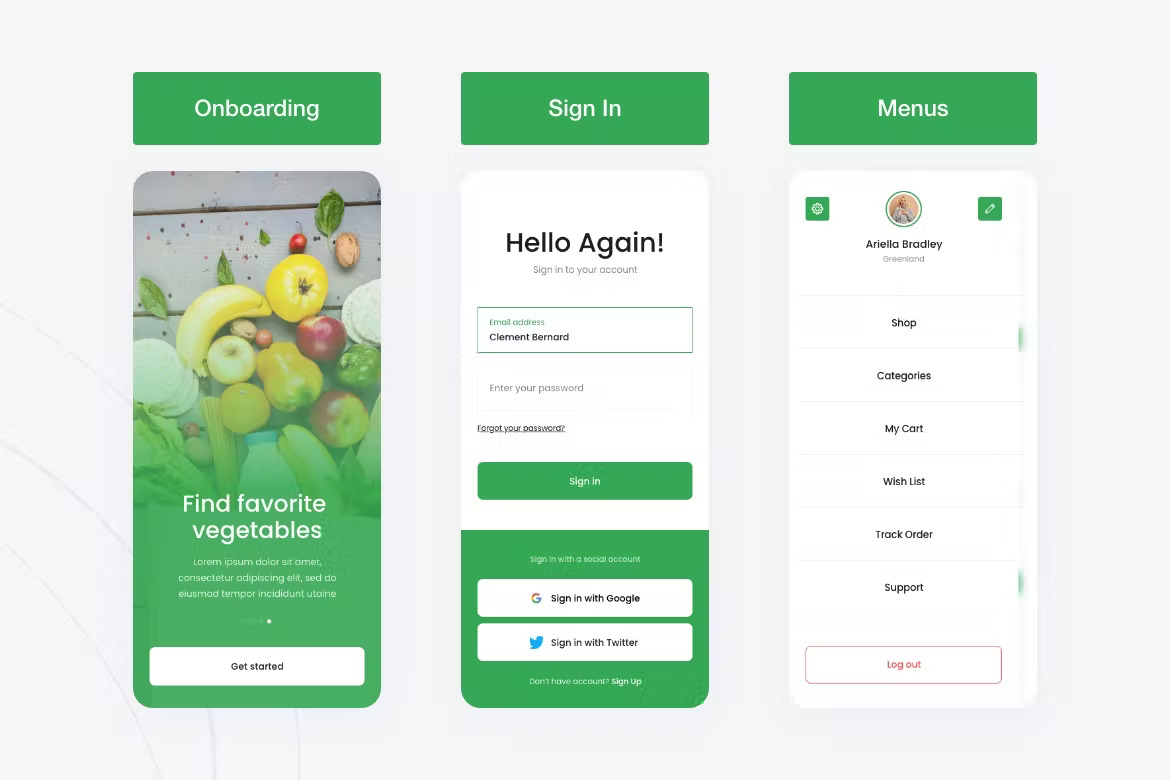 Onboarding
Find favorite
vegetables
Lorem ipsum dolor sit amet,
consectetur adipiscing elit, sed do
eiusmod tempor incididunt utaine
Get started
Sign In
Hello Again!
Sign in to your account
Email address
Clement Bernard
Enter your password
Forgot your password?
Sign in
Sign in with a social account
Sign in with Google
Sign in with Twitter
Don't have account? Sign Up
Menus
Ariella Bradley
Greenland
Shop
Categories
My Cart
Wish List
Track Order
Support
Log out